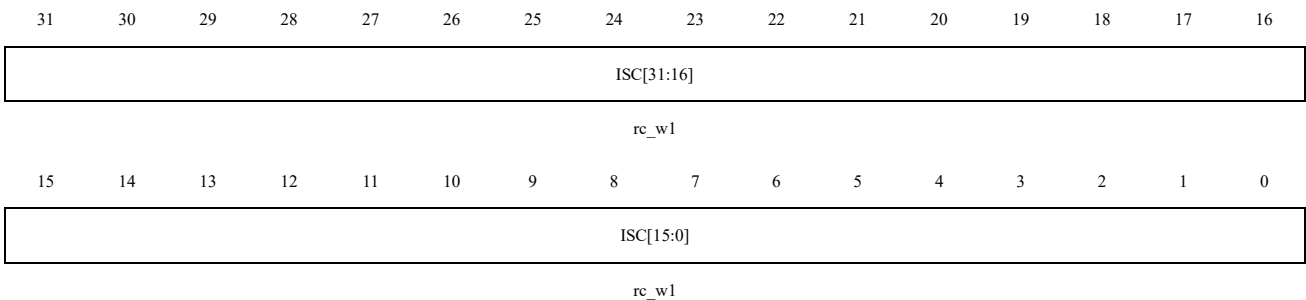 31 30 29 28 27 26 25 24 23 22 21 20 19 18 17 16
ISC[31:16]
rc_w1
15 14 13 12 11 10 9 8 7 6 5 4 3 2 1 0
ISC[15:0]
rc_w1